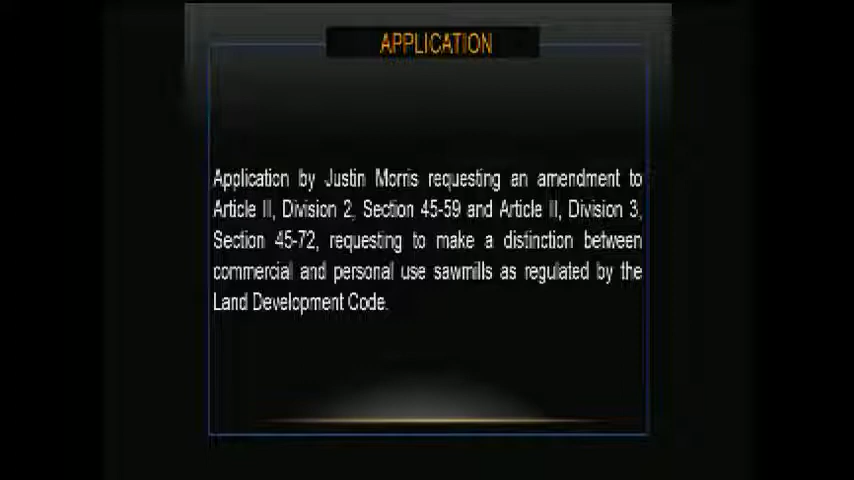 APPLICATION
Application by Justin Morris requesting an amendment to
Article II, Division 2, Section 45-59 and Article II, Division 3,
Section 45-72, requesting to make a distinction between
commercial and personal use sawmills as regulated by the
Land Development Code.